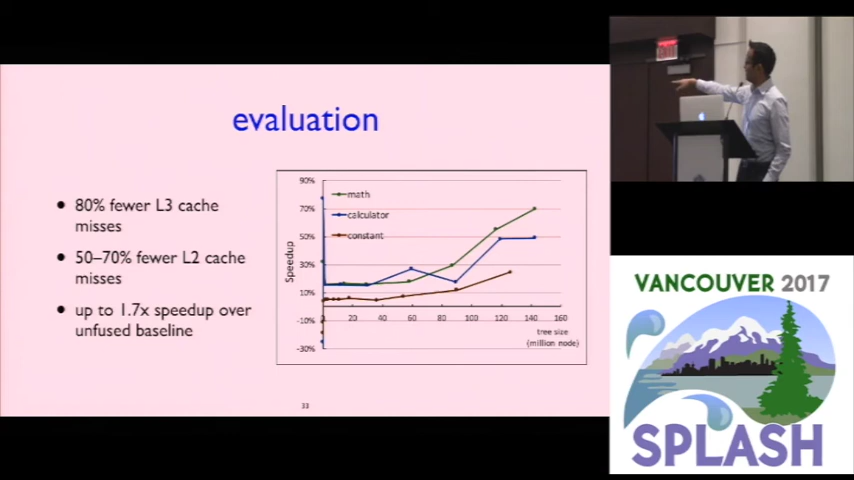 evaluation
80% fewer L3 cache
misses
50–70% fewer L2 cache
misses
up to 1.7x speedup over
unfused baseline
90%
70%
50%
30%
10%
-10%
-30%
Speedup
math
calculator
constant
20
40
60
80
100
120
140
160
tree size
(million node)
33
VANCOUVER 2017
SPLASH